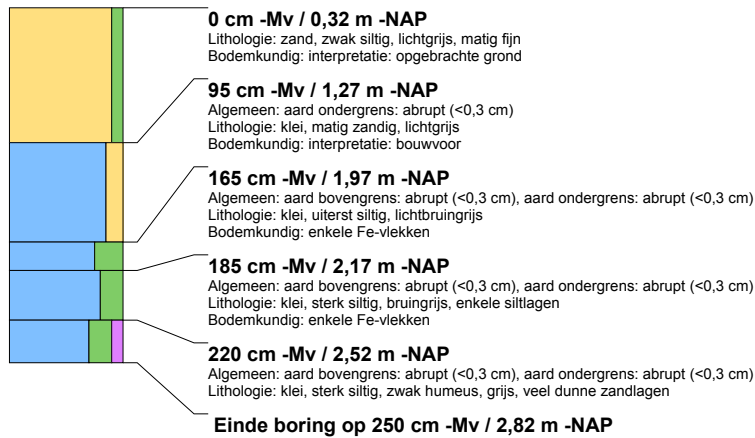 0 cm -Mv / 0,32 m -NAP
Lithologie: zand, zwak siltig, lichtgrijs, matig fijn
Bodemkundig: interpretatie: opgebrachte grond
95 cm -Mv / 1,27 m -NAP
Algemeen: aard ondergrens: abrupt (<0,3 cm)
Lithologie: klei, matig zandig, lichtgrijs
Bodemkundig: interpretatie: bouwvoor
165 cm -Mv / 1,97 m -NAP
Algemeen: aard bovengrens: abrupt (<0,3 cm), aard ondergrens: abrupt (<0,3 cm)
Lithologie: klei, uiterst siltig, lichtbruingrijs
Bodemkundig: enkele Fe-vlekken
185 cm -Mv / 2,17 m -NAP
Algemeen: aard bovengrens: abrupt (<0,3 cm), aard ondergrens: abrupt (<0,3 cm)
Lithologie: klei, sterk siltig, bruingrijs, enkele siltlagen
Bodemkundig: enkele Fe-vlekken
220 cm -Mv / 2,52 m -NAP
Algemeen: aard bovengrens: abrupt (<0,3 cm), aard ondergrens: abrupt (<0,3 cm)
Lithologie: klei, sterk siltig, zwak humeus, grijs, veel dunne zandlagen
Einde boring op 250 cm -Mv / 2,82 m -NAP